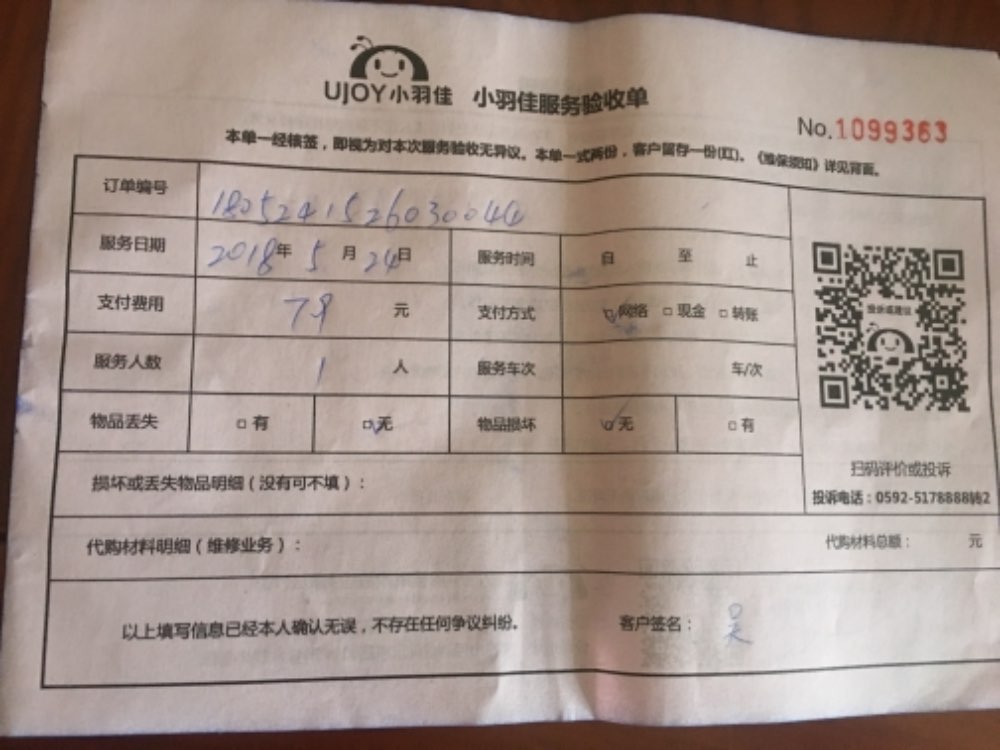 UJOY小羽佳 小羽佳服务验收单
No.1099363
本单一经核签，即视为对本次服务验收无异议。本单一式两份，客户留存一份(红)。《维保须知》详见背面。
订单编号 180524152603004
服务日期 2018年 5 月 24日 服务时间 自 至 止
支付费用 79 元 支付方式 ☑网络 □ 现金 □ 转账
服务人数 1 人 服务车次 车/次
物品丢失 □ 有 ☑无 物品损坏 ☑无 □ 有
投诉或建议
扫码评价或投诉
投诉电话：0592-5178888转2
损坏或丢失物品明细（没有可不填）：
代购材料明细（维修业务）： 代购材料总额： 元
以上填写信息已经本人确认无误，不存在任何争议纠纷。 客户签名： 吴